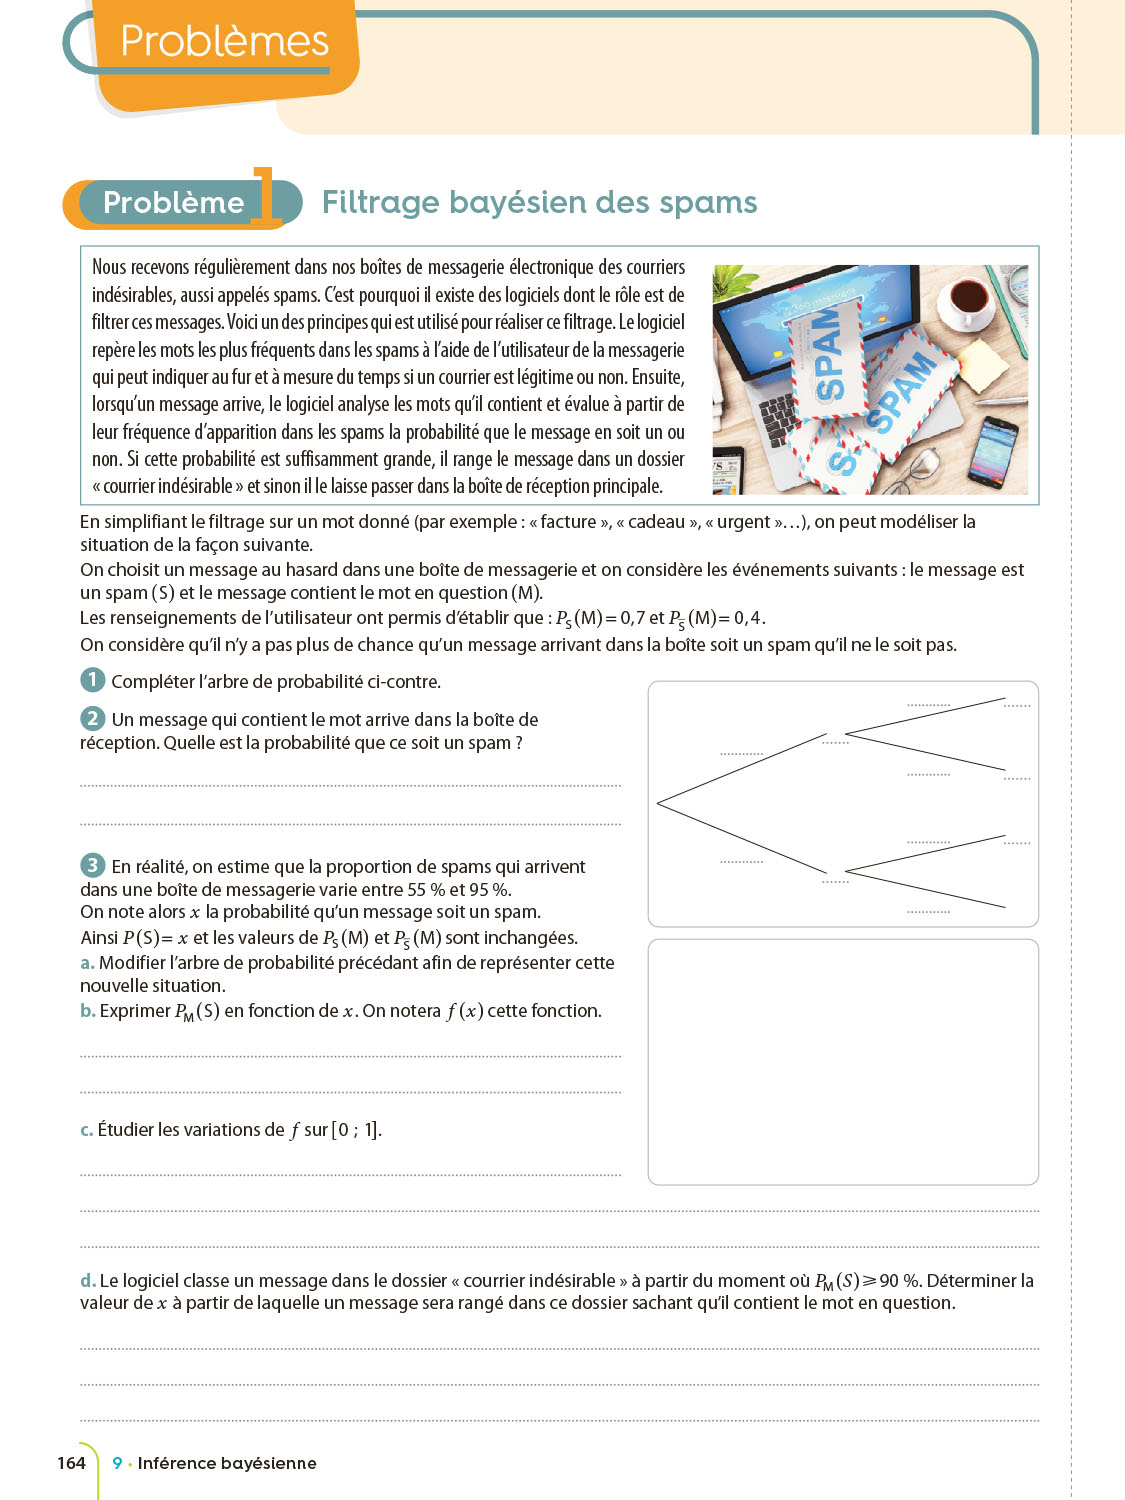 Problèmes
Problème 1 Filtrage bayésien des spams
Nous recevons régulièrement dans nos boîtes de messagerie électronique des courriers
indésirables, aussi appelés spams. C’est pourquoi il existe des logiciels dont le rôle est de
filtrer ces messages. Voici un des principes qui est utilisé pour réaliser ce filtrage. Le logiciel
repère les mots les plus fréquents dans les spams à l’aide de l’utilisateur de la messagerie
qui peut indiquer au fur et à mesure du temps si un courrier est légitime ou non. Ensuite,
lorsqu’un message arrive, le logiciel analyse les mots qu’il contient et évalue à partir de
leur fréquence d’apparition dans les spams la probabilité que le message en soit un ou
non. Si cette probabilité est suffisamment grande, il range le message dans un dossier
« courrier indésirable » et sinon il le laisse passer dans la boîte de réception principale.
SPAM
SPAM
En simplifiant le filtrage sur un mot donné (par exemple : « facture », « cadeau », « urgent »…), on peut modéliser la
situation de la façon suivante.
On choisit un message au hasard dans une boîte de messagerie et on considère les événements suivants : le message est
un spam (S) et le message contient le mot en question (M).
Les renseignements de l’utilisateur ont permis d’établir que : P_S(M) = 0,7 et P_S̄(M) = 0,4.
On considère qu’il n’y a pas plus de chance qu’un message arrivant dans la boîte soit un spam qu’il ne le soit pas.
1 Compléter l’arbre de probabilité ci-contre.
2 Un message qui contient le mot arrive dans la boîte de
réception. Quelle est la probabilité que ce soit un spam ?
3 En réalité, on estime que la proportion de spams qui arrivent
dans une boîte de messagerie varie entre 55 % et 95 %.
On note alors x la probabilité qu’un message soit un spam.
Ainsi P(S) = x et les valeurs de P_S(M) et P_S̄(M) sont inchangées.
a. Modifier l’arbre de probabilité précédant afin de représenter cette
nouvelle situation.
b. Exprimer P_M(S) en fonction de x. On notera f(x) cette fonction.
c. Étudier les variations de f sur [0 ; 1].
d. Le logiciel classe un message dans le dossier « courrier indésirable » à partir du moment où P_M(S) ⩾ 90 %. Déterminer la
valeur de x à partir de laquelle un message sera rangé dans ce dossier sachant qu’il contient le mot en question.
164 9 • Inférence bayésienne